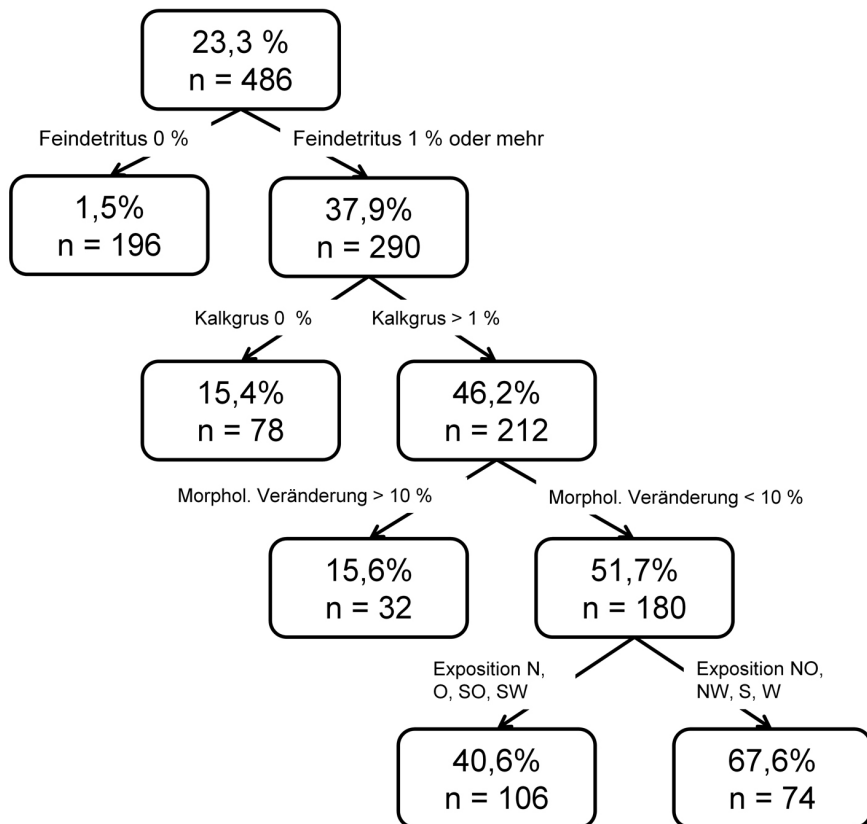 23,3 %
n = 486
Feindetritus 0 %
Feindetritus 1 % oder mehr
1,5%
n = 196
37,9%
n = 290
Kalkgrus 0 %
Kalkgrus > 1 %
15,4%
n = 78
46,2%
n = 212
Morphol. Veränderung > 10 %
Morphol. Veränderung < 10 %
15,6%
n = 32
51,7%
n = 180
Exposition N,
O, SO, SW
Exposition NO,
NW, S, W
40,6%
n = 106
67,6%
n = 74